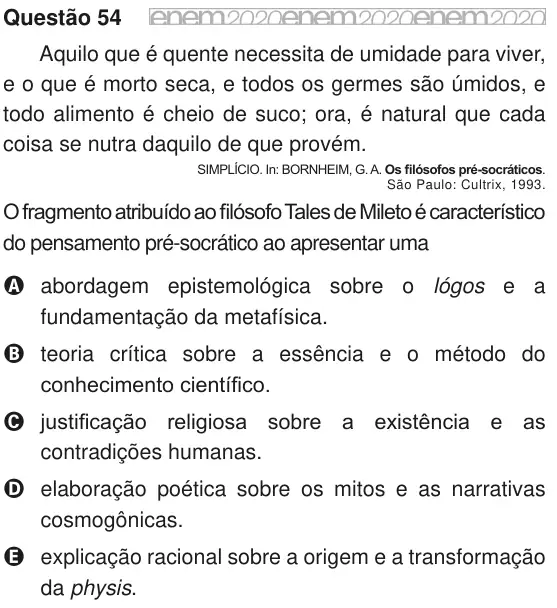 Questão 54 enem2020enem2020enem2020
Aquilo que é quente necessita de umidade para viver,
e o que é morto seca, e todos os germes são úmidos, e
todo alimento é cheio de suco; ora, é natural que cada
coisa se nutra daquilo de que provém.
SIMPLÍCIO. In: BORNHEIM, G. A. Os filósofos pré-socráticos.
São Paulo: Cultrix, 1993.
O fragmento atribuído ao filósofo Tales de Mileto é característico
do pensamento pré-socrático ao apresentar uma
A abordagem epistemológica sobre o lógos e a
fundamentação da metafísica.
B teoria crítica sobre a essência e o método do
conhecimento científico.
C justificação religiosa sobre a existência e as
contradições humanas.
D elaboração poética sobre os mitos e as narrativas
cosmogônicas.
E explicação racional sobre a origem e a transformação
da physis.